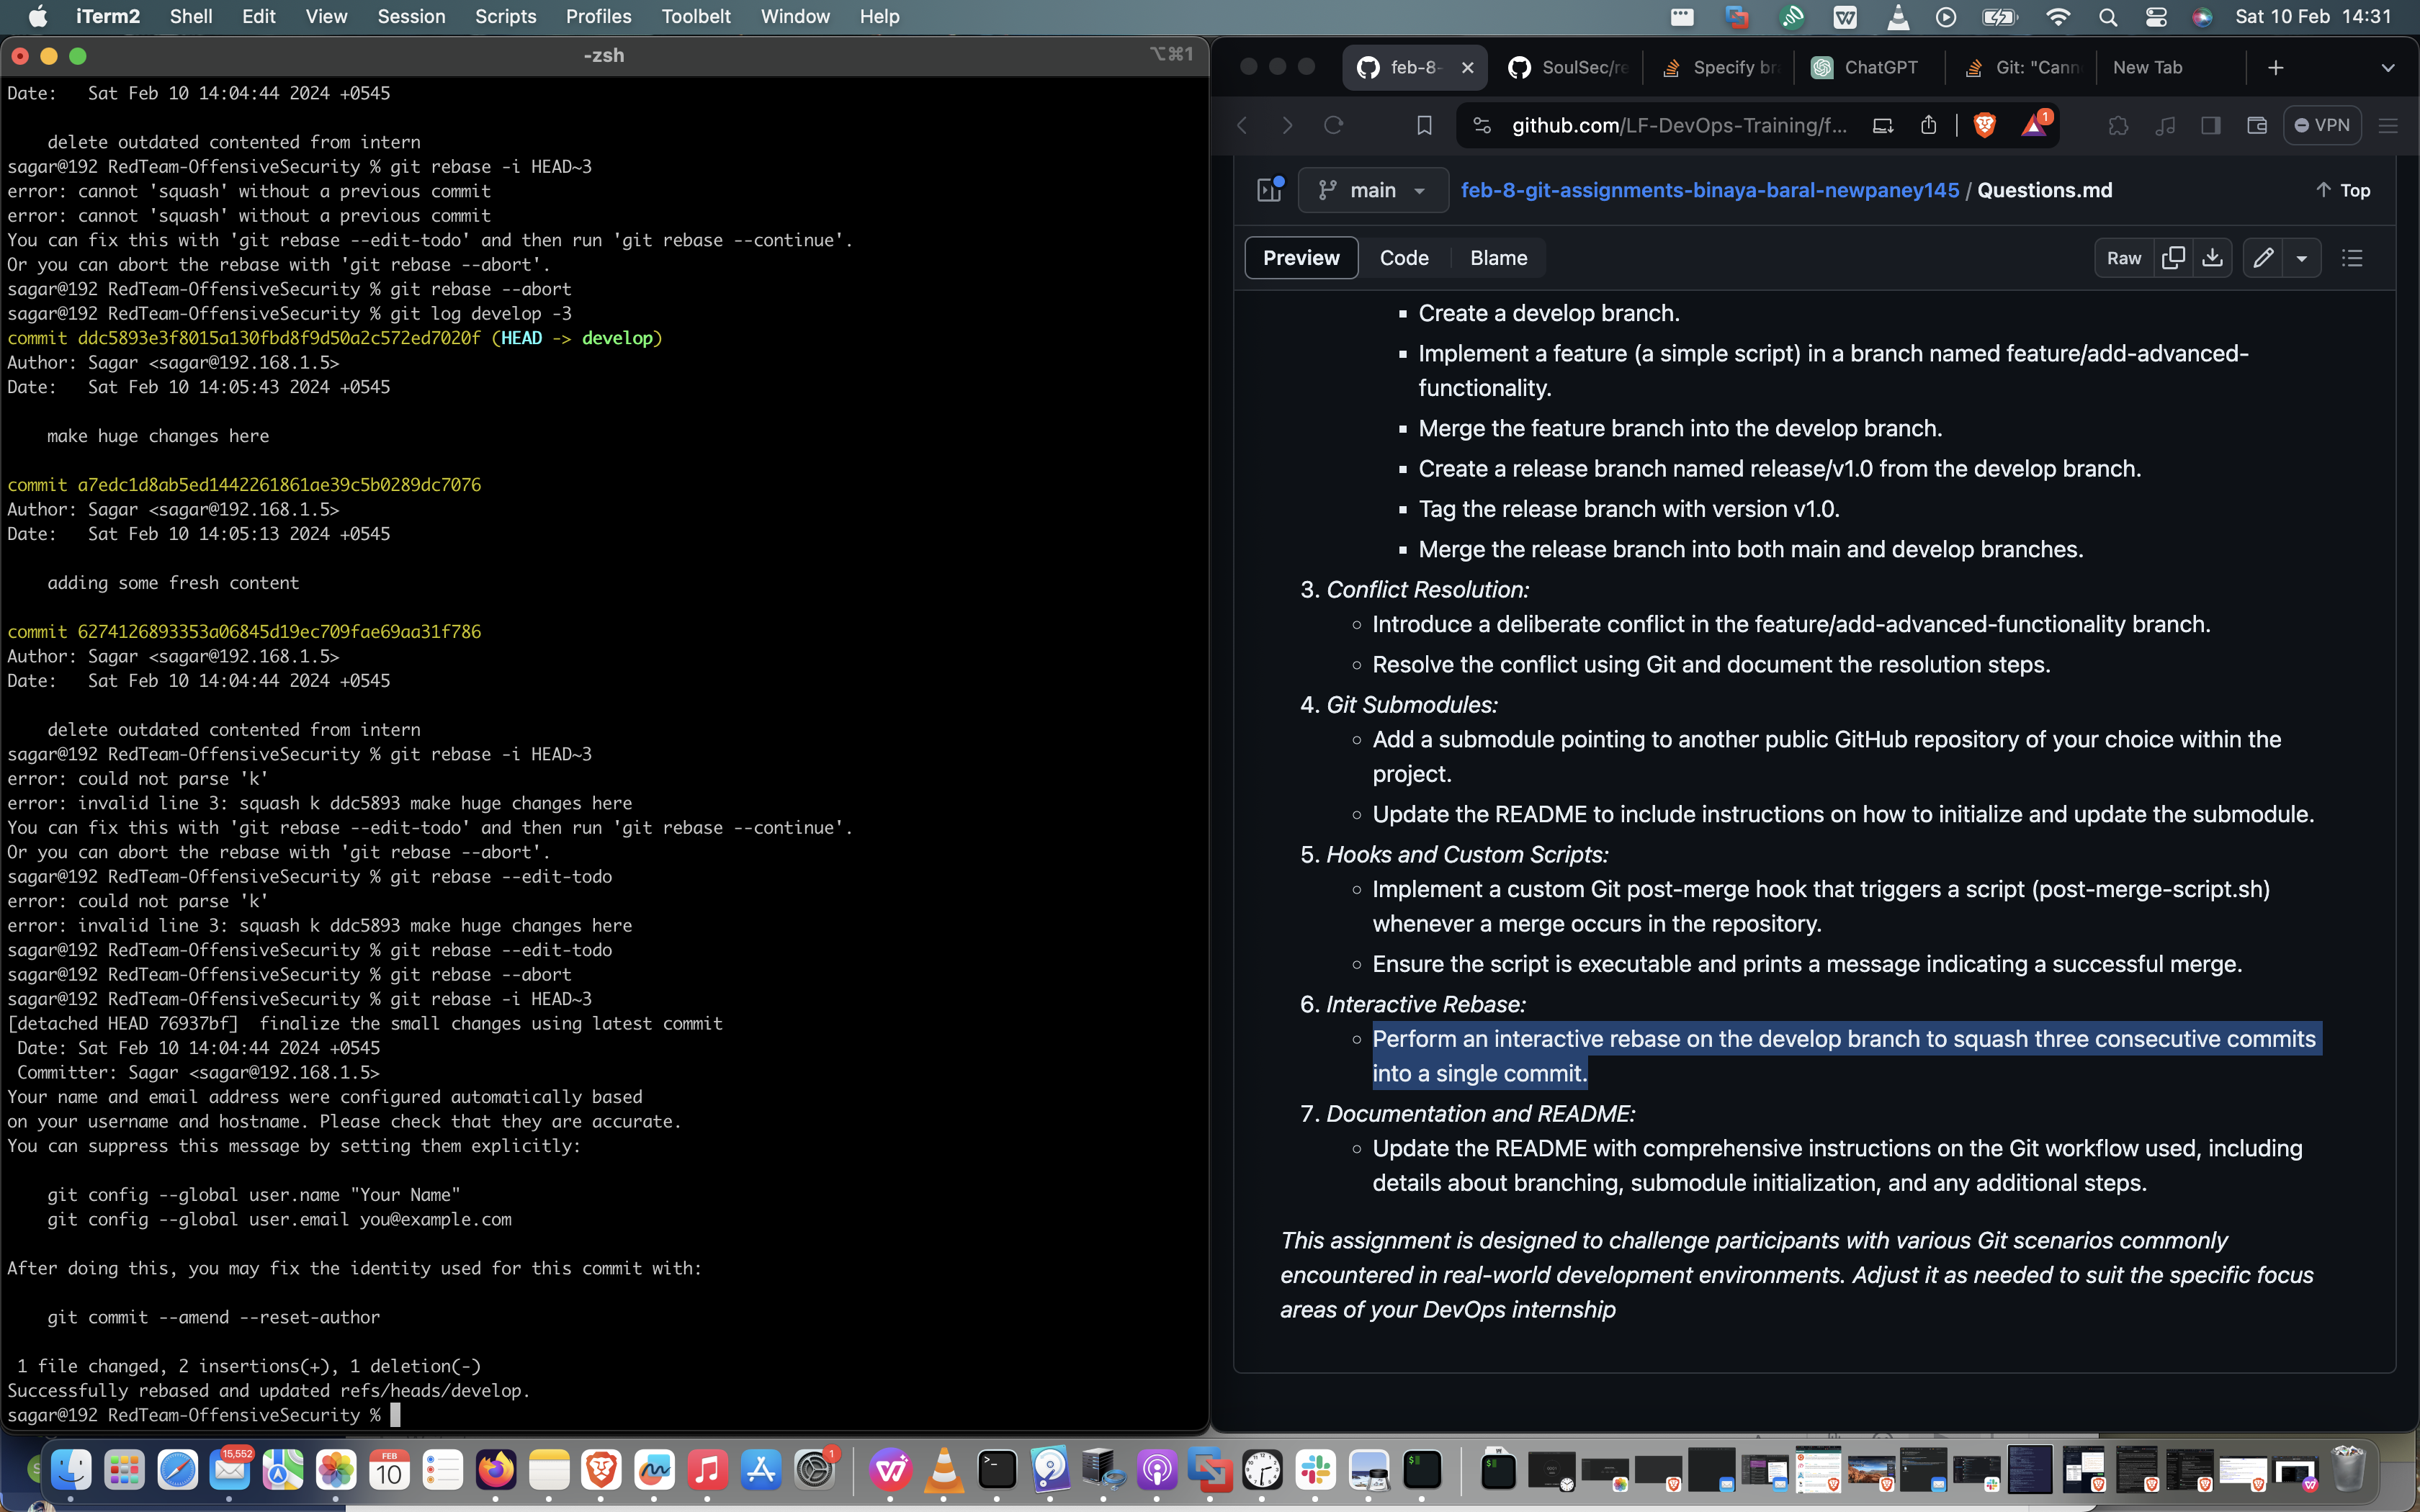 iTerm2 Shell Edit View Session Scripts Profiles Toolbelt Window Help Sat 10 Feb 14:31
-zsh ⌥⌘1
Date:   Sat Feb 10 14:04:44 2024 +0545
    delete outdated contented from intern
sagar@192 RedTeam-OffensiveSecurity % git rebase -i HEAD~3
error: cannot 'squash' without a previous commit
error: cannot 'squash' without a previous commit
You can fix this with 'git rebase --edit-todo' and then run 'git rebase --continue'.
Or you can abort the rebase with 'git rebase --abort'.
sagar@192 RedTeam-OffensiveSecurity % git rebase --abort
sagar@192 RedTeam-OffensiveSecurity % git log develop -3
commit ddc5893e3f8015a130fbd8f9d50a2c572ed7020f (HEAD -> develop)
Author: Sagar <sagar@192.168.1.5>
Date:   Sat Feb 10 14:05:43 2024 +0545
    make huge changes here
commit a7edc1d8ab5ed1442261861ae39c5b0289dc7076
Author: Sagar <sagar@192.168.1.5>
Date:   Sat Feb 10 14:05:13 2024 +0545
    adding some fresh content
commit 6274126893353a06845d19ec709fae69aa31f786
Author: Sagar <sagar@192.168.1.5>
Date:   Sat Feb 10 14:04:44 2024 +0545
    delete outdated contented from intern
sagar@192 RedTeam-OffensiveSecurity % git rebase -i HEAD~3
error: could not parse 'k'
error: invalid line 3: squash k ddc5893 make huge changes here
You can fix this with 'git rebase --edit-todo' and then run 'git rebase --continue'.
Or you can abort the rebase with 'git rebase --abort'.
sagar@192 RedTeam-OffensiveSecurity % git rebase --edit-todo
error: could not parse 'k'
error: invalid line 3: squash k ddc5893 make huge changes here
sagar@192 RedTeam-OffensiveSecurity % git rebase --edit-todo
sagar@192 RedTeam-OffensiveSecurity % git rebase --abort
sagar@192 RedTeam-OffensiveSecurity % git rebase -i HEAD~3
[detached HEAD 76937bf]  finalize the small changes using latest commit
 Date: Sat Feb 10 14:04:44 2024 +0545
 Committer: Sagar <sagar@192.168.1.5>
Your name and email address were configured automatically based
on your username and hostname. Please check that they are accurate.
You can suppress this message by setting them explicitly:
    git config --global user.name "Your Name"
    git config --global user.email you@example.com
After doing this, you may fix the identity used for this commit with:
    git commit --amend --reset-author
 1 file changed, 2 insertions(+), 1 deletion(-)
Successfully rebased and updated refs/heads/develop.
sagar@192 RedTeam-OffensiveSecurity %
feb-8- SoulSec/re Specify bra ChatGPT Git: "Cann New Tab
github.com/LF-DevOps-Training/f... 1 VPN
main feb-8-git-assignments-binaya-baral-newpaney145 / Questions.md ↑ Top
Preview Code Blame Raw
▪ Create a develop branch.
▪ Implement a feature (a simple script) in a branch named feature/add-advanced-
functionality.
▪ Merge the feature branch into the develop branch.
▪ Create a release branch named release/v1.0 from the develop branch.
▪ Tag the release branch with version v1.0.
▪ Merge the release branch into both main and develop branches.
3. Conflict Resolution:
○ Introduce a deliberate conflict in the feature/add-advanced-functionality branch.
○ Resolve the conflict using Git and document the resolution steps.
4. Git Submodules:
○ Add a submodule pointing to another public GitHub repository of your choice within the
project.
○ Update the README to include instructions on how to initialize and update the submodule.
5. Hooks and Custom Scripts:
○ Implement a custom Git post-merge hook that triggers a script (post-merge-script.sh)
whenever a merge occurs in the repository.
○ Ensure the script is executable and prints a message indicating a successful merge.
6. Interactive Rebase:
○ Perform an interactive rebase on the develop branch to squash three consecutive commits
into a single commit.
7. Documentation and README:
○ Update the README with comprehensive instructions on the Git workflow used, including
details about branching, submodule initialization, and any additional steps.
This assignment is designed to challenge participants with various Git scenarios commonly
encountered in real-world development environments. Adjust it as needed to suit the specific focus
areas of your DevOps internship
15,552 FEB 10 1